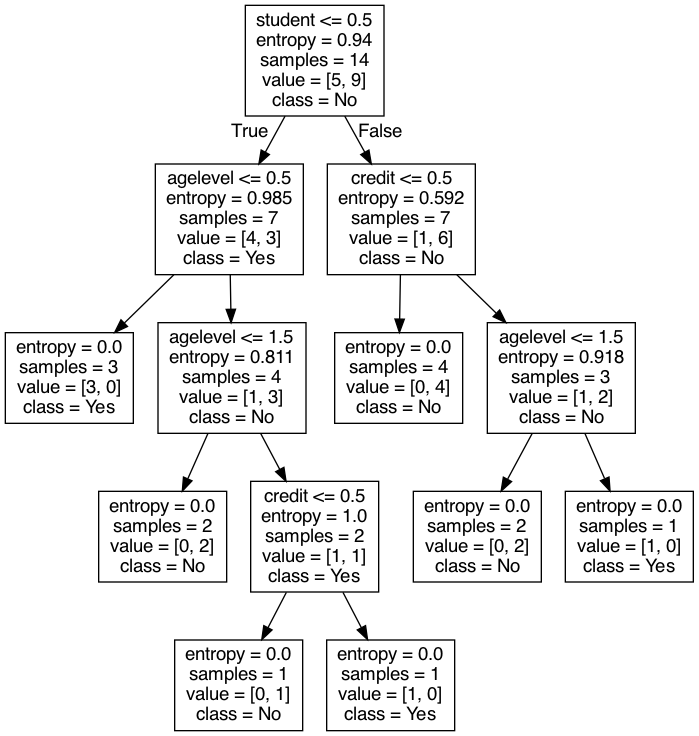 student <= 0.5
entropy = 0.94
samples = 14
value = [5, 9]
class = No
True
False
agelevel <= 0.5
entropy = 0.985
samples = 7
value = [4, 3]
class = Yes
credit <= 0.5
entropy = 0.592
samples = 7
value = [1, 6]
class = No
entropy = 0.0
samples = 3
value = [3, 0]
class = Yes
agelevel <= 1.5
entropy = 0.811
samples = 4
value = [1, 3]
class = No
entropy = 0.0
samples = 4
value = [0, 4]
class = No
agelevel <= 1.5
entropy = 0.918
samples = 3
value = [1, 2]
class = No
entropy = 0.0
samples = 2
value = [0, 2]
class = No
credit <= 0.5
entropy = 1.0
samples = 2
value = [1, 1]
class = Yes
entropy = 0.0
samples = 2
value = [0, 2]
class = No
entropy = 0.0
samples = 1
value = [1, 0]
class = Yes
entropy = 0.0
samples = 1
value = [0, 1]
class = No
entropy = 0.0
samples = 1
value = [1, 0]
class = Yes